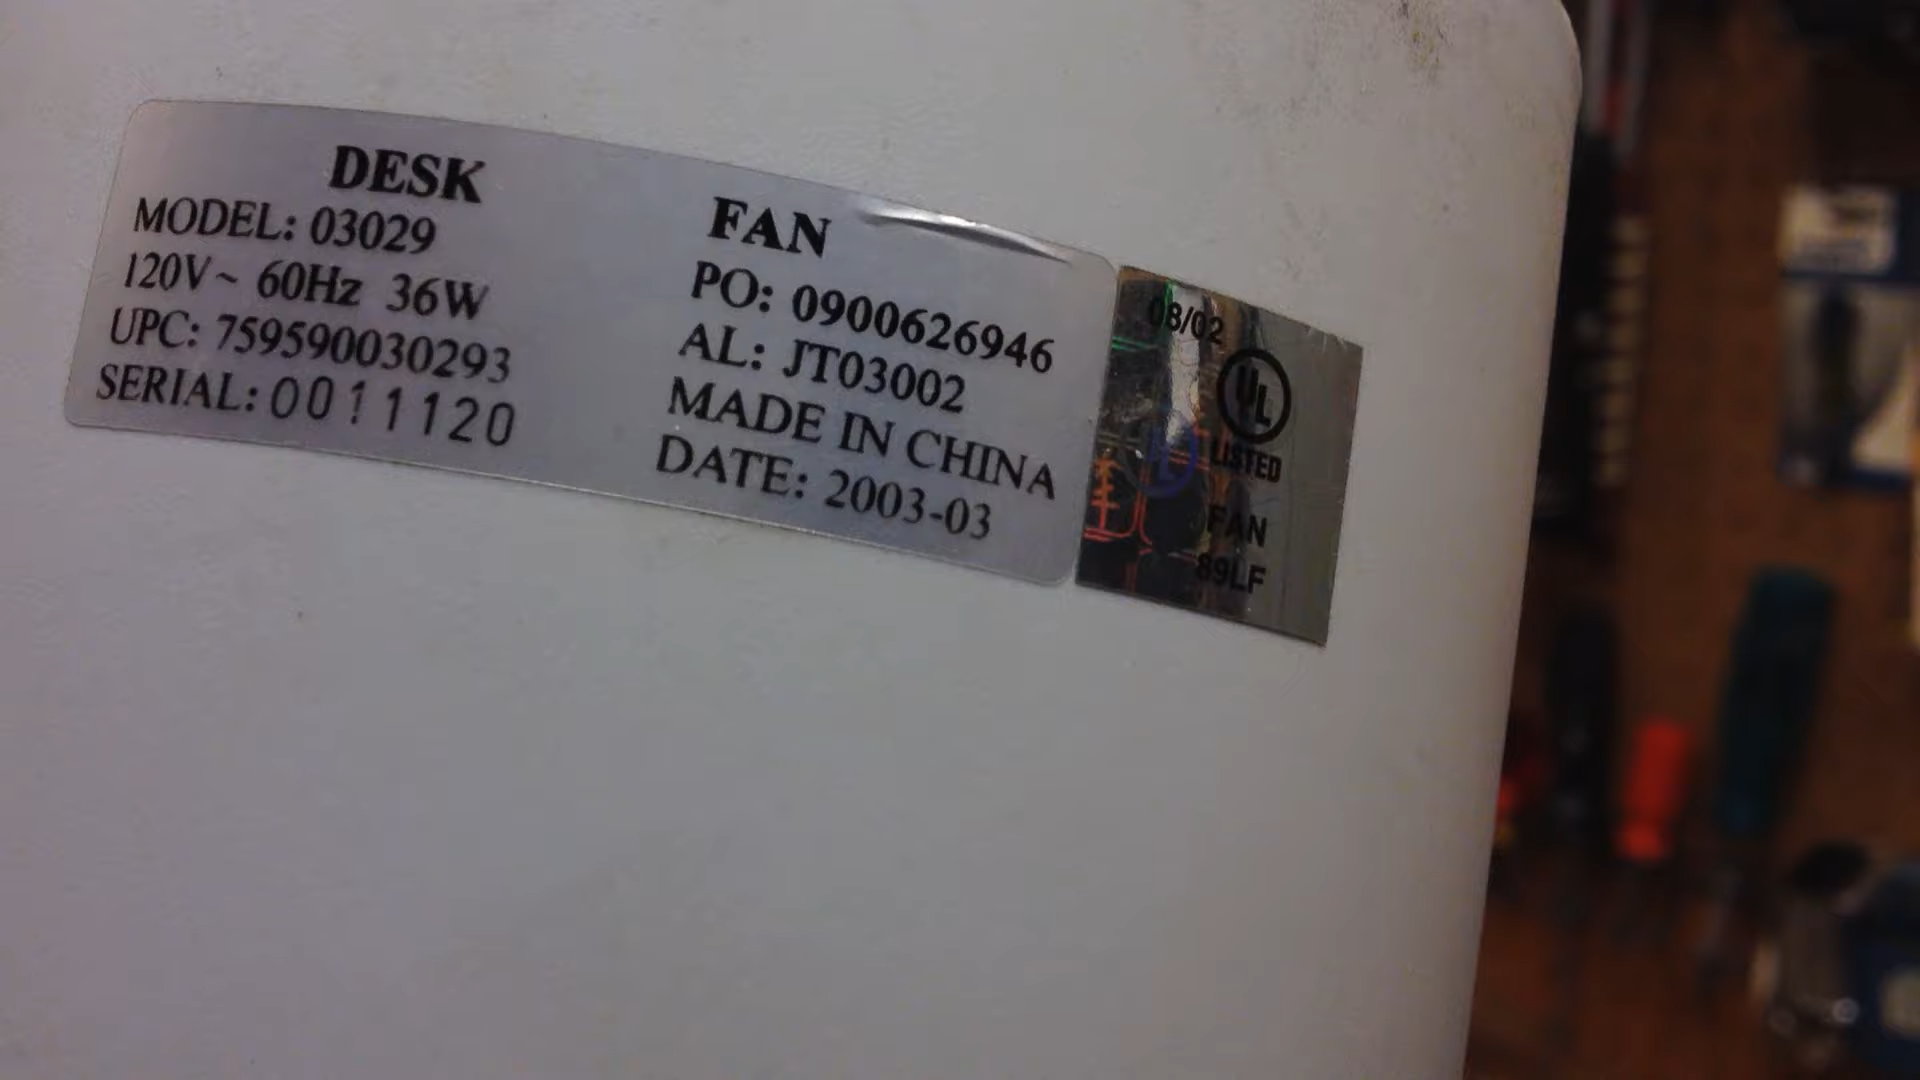 DESK FAN
MODEL: 03029
120V~ 60Hz 36W
UPC: 759590030293
SERIAL: 0011120
PO: 0900626946
AL: JT03002
MADE IN CHINA
DATE: 2003-03
08/02
UL
LISTED
FAN
89LF